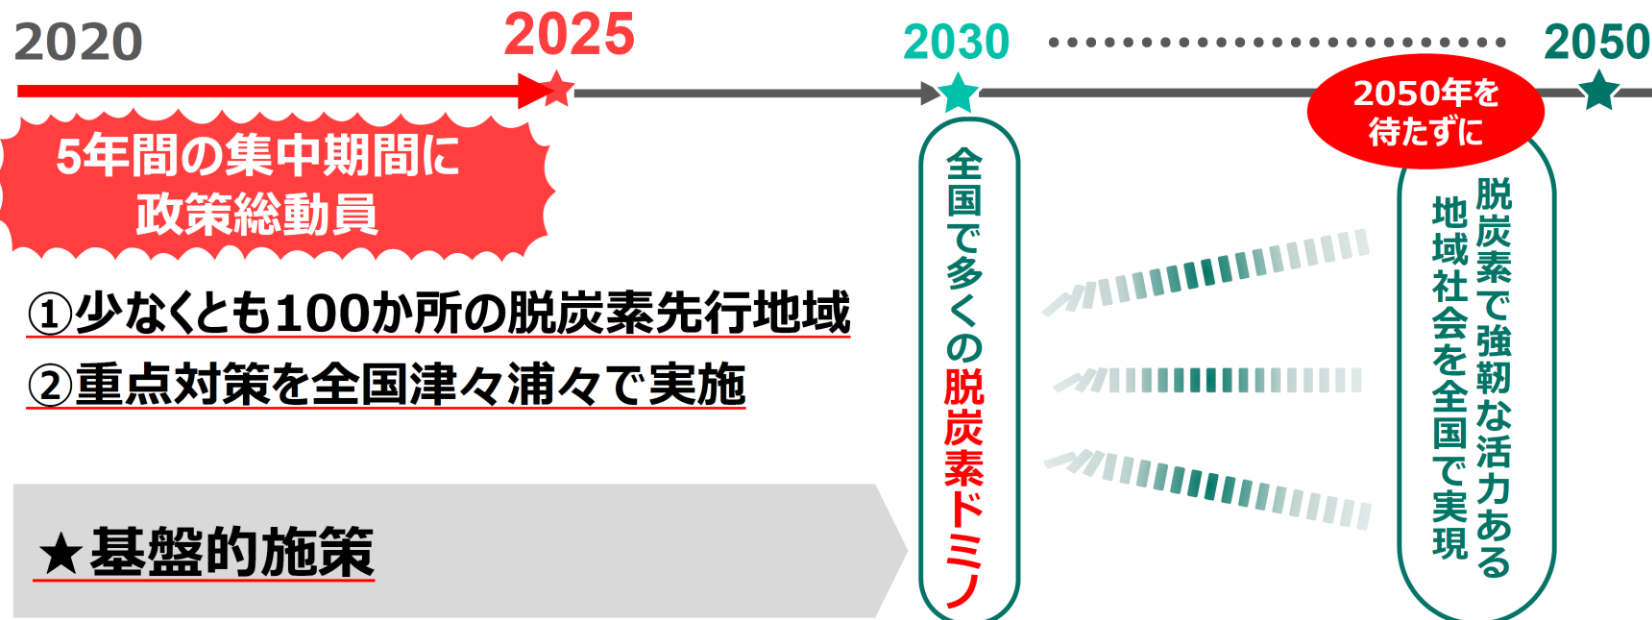 2020
2025
2030
2050
5年間の集中期間に
政策総動員
①少なくとも100か所の脱炭素先行地域
②重点対策を全国津々浦々で実施
★基盤的施策
全国で多くの脱炭素ドミノ
2050年を
待たずに
脱炭素で強靭な活力ある
地域社会を全国で実現